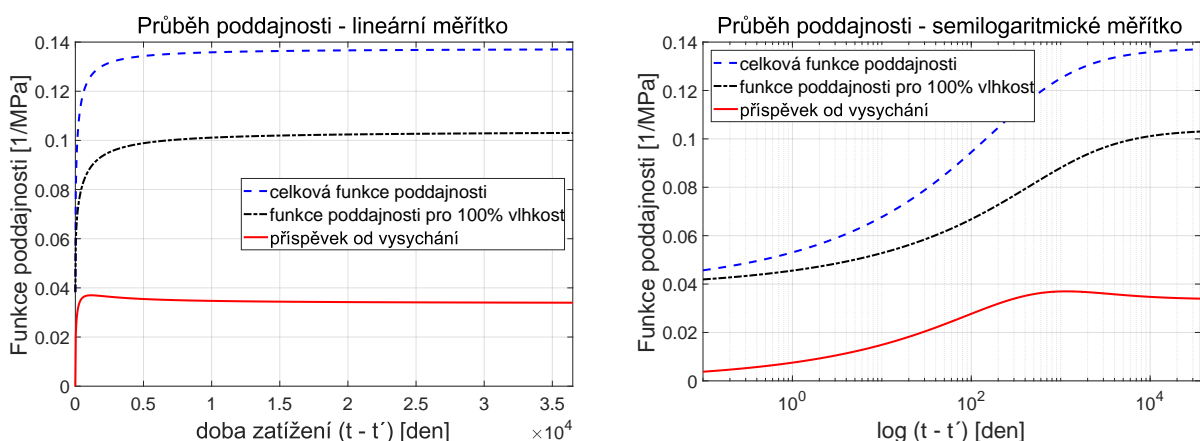 Průběh poddajnosti - lineární měřítko
0.14
0.12
0.1
0.08
0.06
0.04
0.02
0
Funkce poddajnosti [1/MPa]
celková funkce poddajnosti
funkce poddajnosti pro 100% vlhkost
příspěvek od vysychání
0 0.5 1 1.5 2 2.5 3 3.5
×10⁴
doba zatížení (t - t´) [den]
Průběh poddajnosti - semilogaritmické měřítko
0.14
0.12
0.1
0.08
0.06
0.04
0.02
0
Funkce poddajnosti [1/MPa]
celková funkce poddajnosti
funkce poddajnosti pro 100% vlhkost
příspěvek od vysychání
10⁰ 10² 10⁴
log (t - t´) [den]